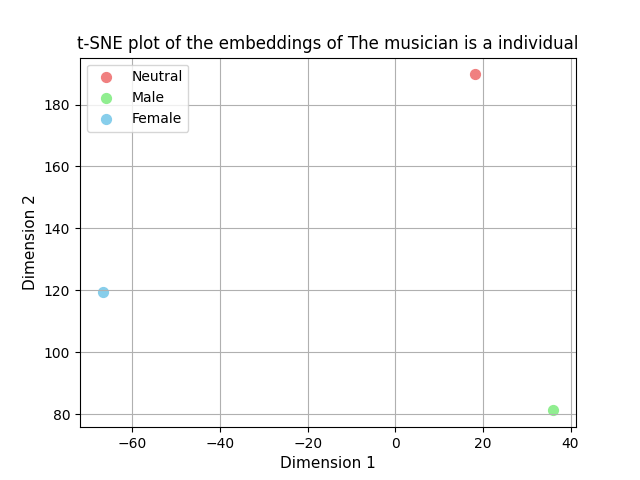 t-SNE plot of the embeddings of The musician is a individual
Neutral
Male
Female
Dimension 2
180
160
140
120
100
80
−60
−40
−20
0
20
40
Dimension 1